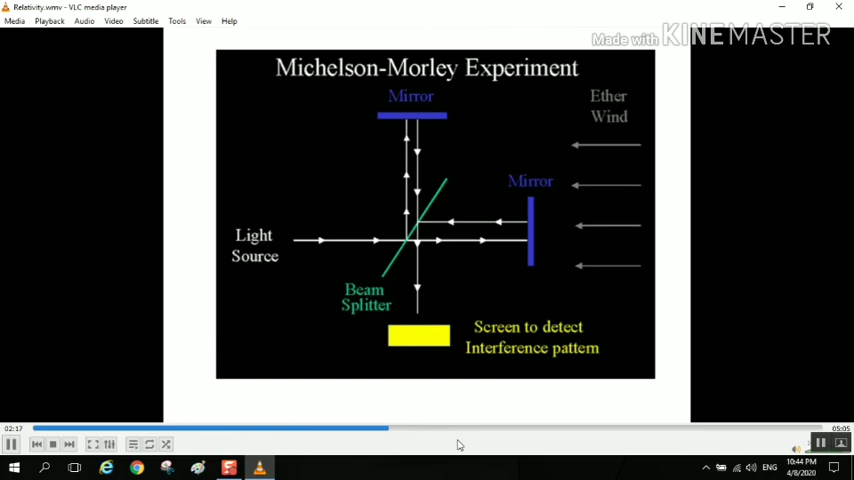 Relativity.wmv - VLC media player
Media Playback Audio Video Subtitle Tools View Help
Made with KINEMASTER
Michelson-Morley Experiment
Mirror
Ether
Wind
Mirror
Light
Source
Beam
Splitter
Screen to detect
Interference pattern
02:17
05:05
ENG
10:44 PM
4/8/2020